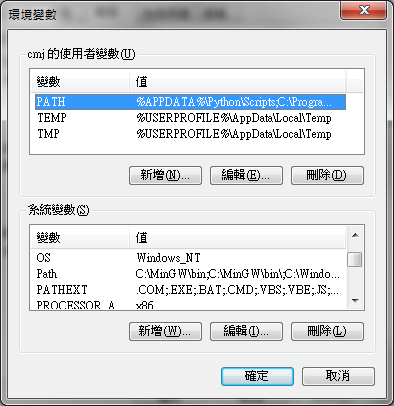 環境變數
cmj 的使用者變數(U)
變數 值
PATH %APPDATA%\Python\Scripts;C:\Progra...
TEMP %USERPROFILE%\AppData\Local\Temp
TMP %USERPROFILE%\AppData\Local\Temp
新增(N)... 編輯(E)... 刪除(D)
系統變數(S)
變數 值
OS Windows_NT
Path C:\MinGW\bin;C:\MinGW\bin\;C:\Windo...
PATHEXT .COM;.EXE;.BAT;.CMD;.VBS;.VBE;.JS;...
PROCESSOR_A... x86
新增(W)... 編輯(I)... 刪除(L)
確定 取消